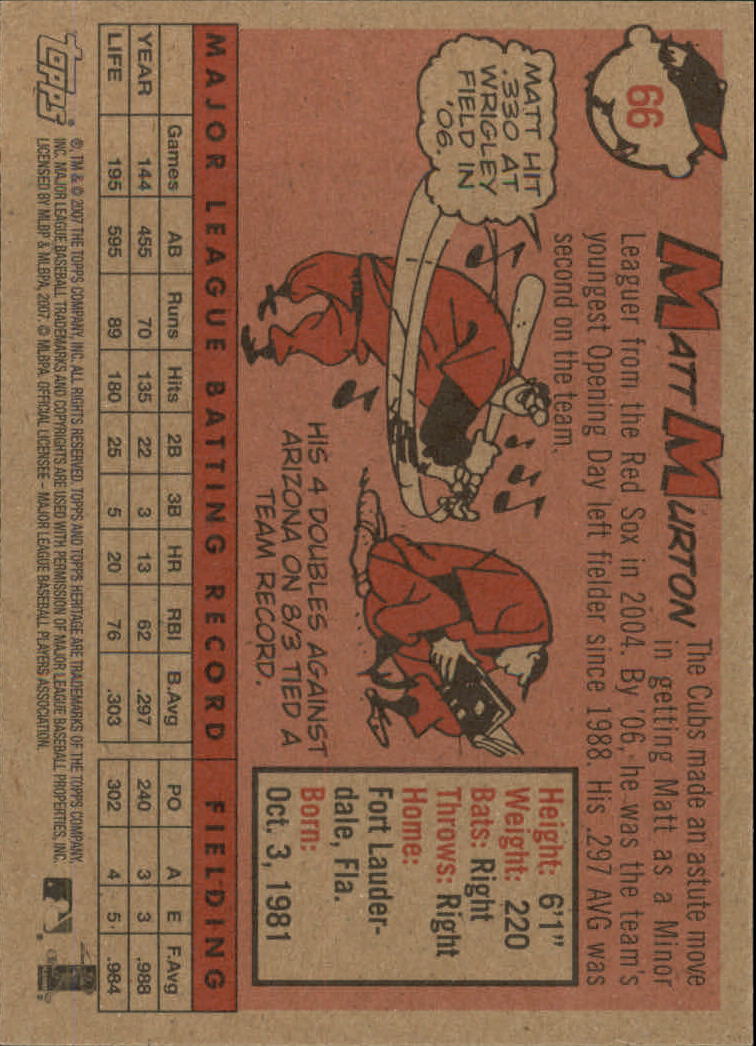 66
MATT MURTON
The Cubs made an astute move
in getting Matt as a Minor
Leaguer from the Red Sox in 2004. By '06, he was the team's
youngest Opening Day left fielder since 1988. His .297 AVG was
second on the team.
MATT HIT
.330 AT
WRIGLEY
FIELD IN
'06.
HIS 4 DOUBLES AGAINST
ARIZONA ON 8/3 TIED A
TEAM RECORD.
Height: 6'1"
Weight: 220
Bats: Right
Throws: Right
Home:
Fort Lauder-
dale, Fla.
Born:
Oct. 3, 1981
MAJOR LEAGUE BATTING RECORD FIELDING
Games AB Runs Hits 2B 3B HR RBI B.Avg PO A E F.Avg
YEAR 144 455 70 135 22 3 13 62 .297 240 3 3 .988
LIFE 195 595 89 180 25 5 20 76 .303 302 4 5 .984
Topps
®, TM & © 2007 THE TOPPS COMPANY, INC. ALL RIGHTS RESERVED. TOPPS AND TOPPS HERITAGE ARE TRADEMARKS OF THE TOPPS COMPANY,
INC. MAJOR LEAGUE BASEBALL TRADEMARKS AND COPYRIGHTS ARE USED WITH PERMISSION OF MAJOR LEAGUE BASEBALL PROPERTIES, INC.
LICENSED BY MLBP & MLBPA, 2007. © MLBPA. OFFICIAL LICENSEE - MAJOR LEAGUE BASEBALL PLAYERS ASSOCIATION.